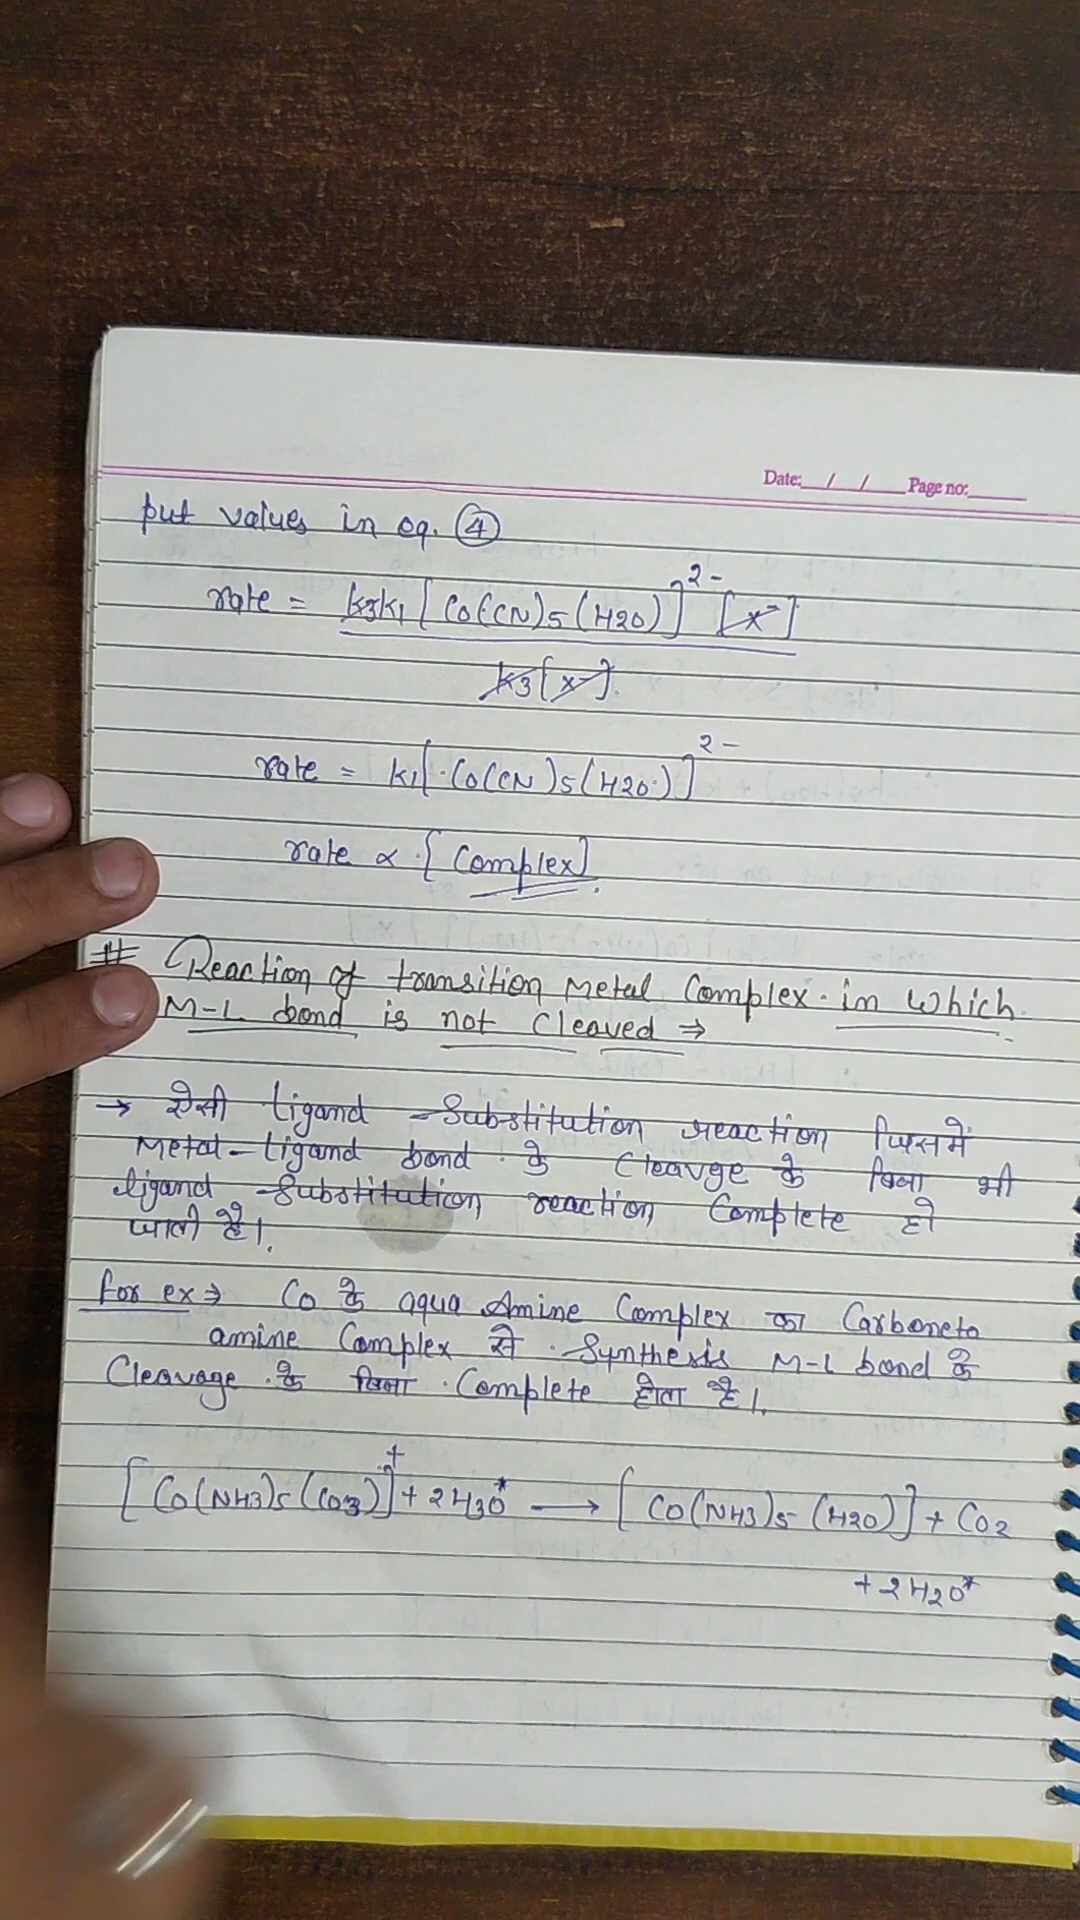 Date: / / Page no:
put values in eq. ④
rate = k3k1 [Co(CN)5(H2O)]2- [x-]
k3[x-].
rate = k1[Co(CN)5(H2O)]2-
rate ∝ [Complex].
# Reaction of transition Metal Complex in which
M-L bond is not Cleaved ⇒
→ ऐसी ligand - Substitution reaction जिसमें
Metal-ligand bond के Cleavge के बिना भी
ligand Substitution reaction Complete हो
जाती है।.
for ex ⇒ Co के aqua Amine Complex का Carboneto
amine Complex से Synthesis M-L bond के
Cleavage के बिना Complete होता है।.
[Co(NH3)5(CO3)]+ + 2H3O* → [CO(NH3)5 (H2O)] + CO2
+ 2H2O*